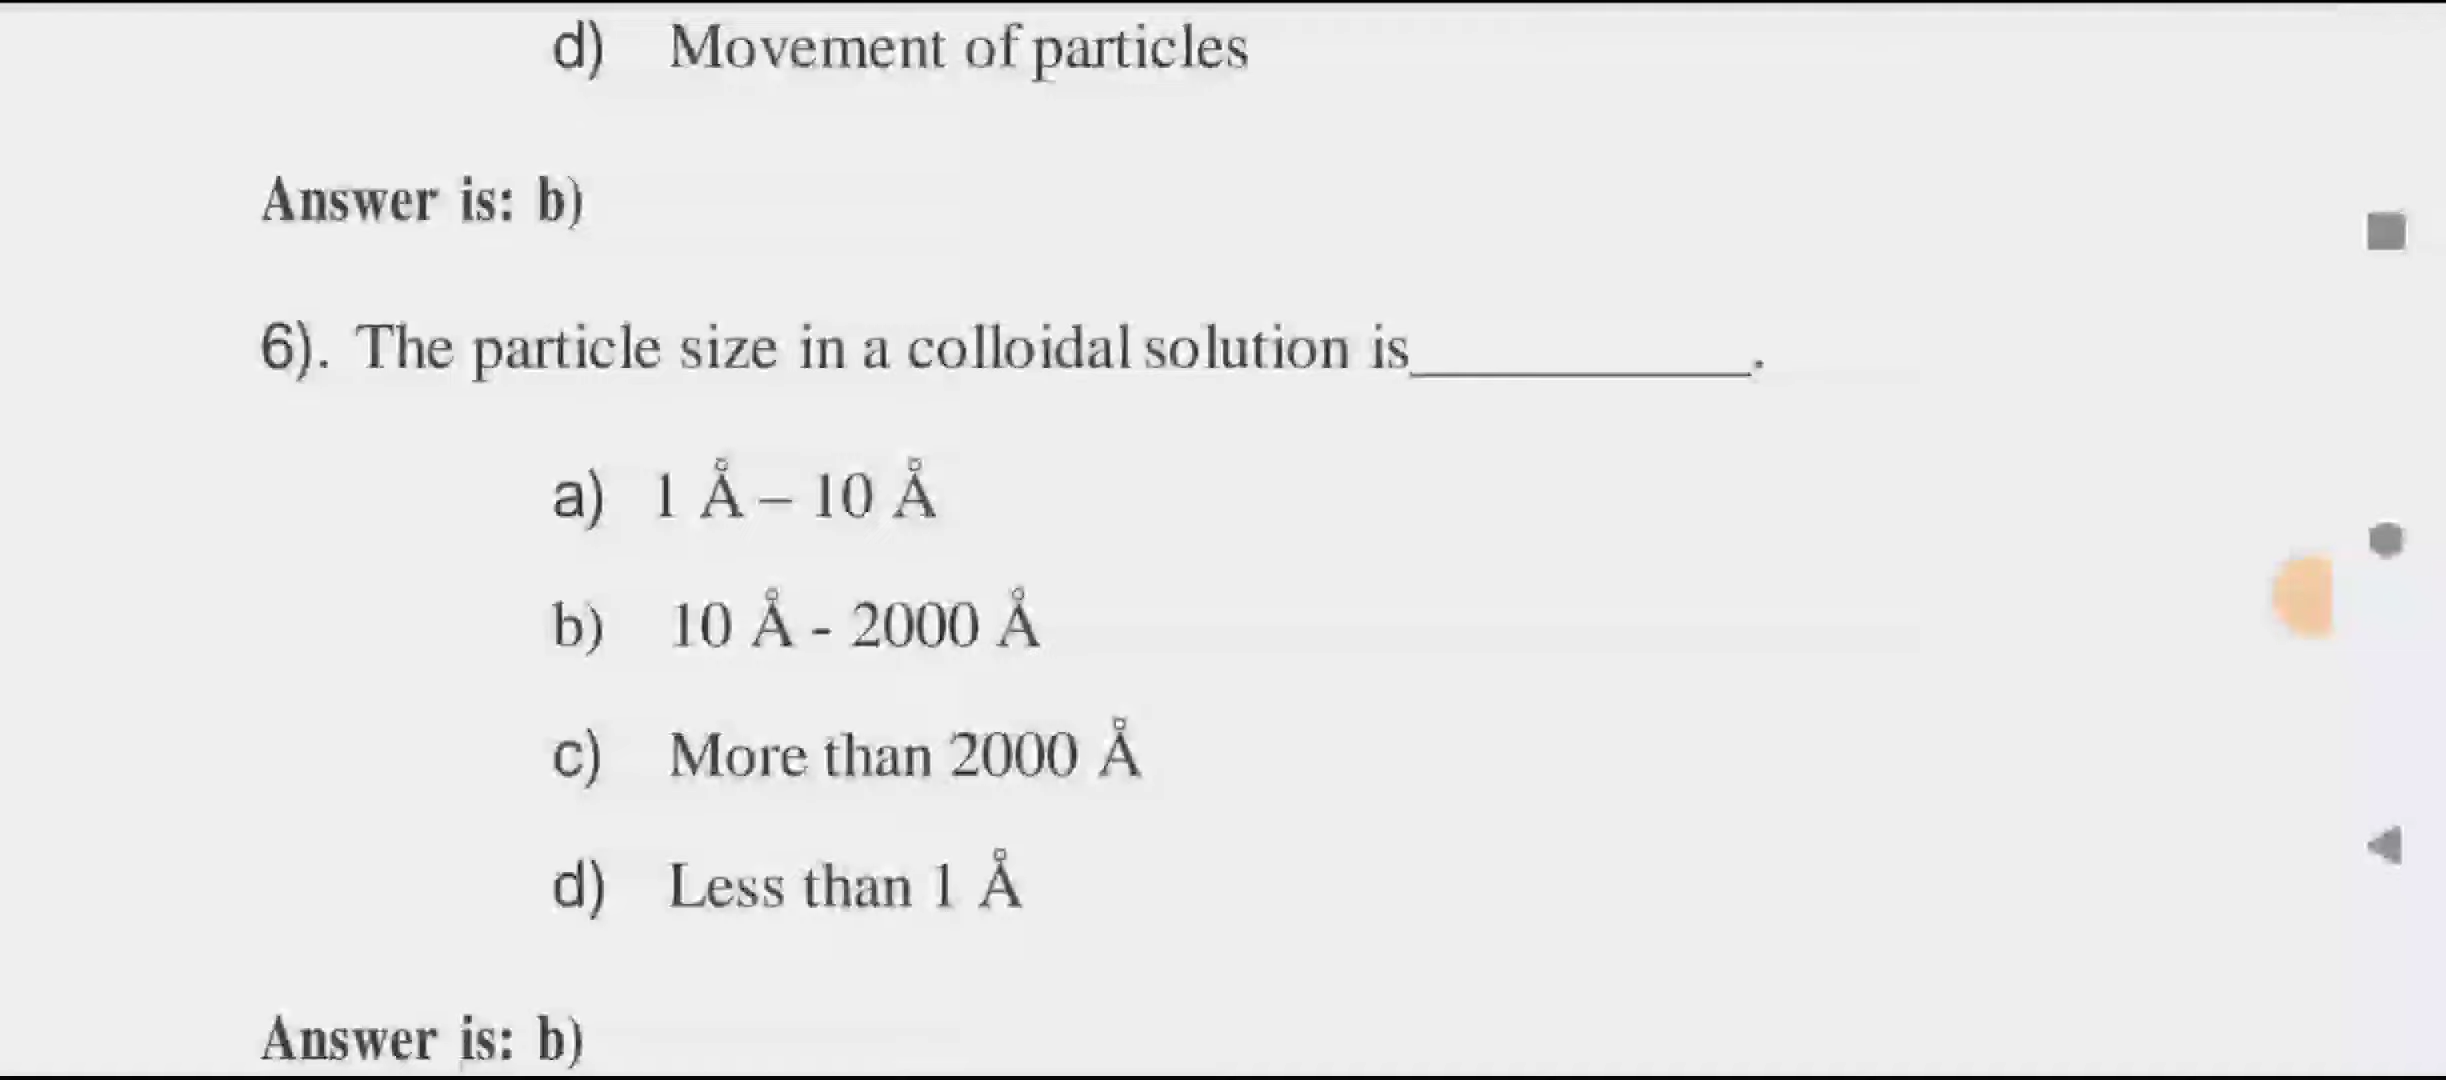 d) Movement of particles
Answer is: b)
6). The particle size in a colloidal solution is__________.
a) 1 Å – 10 Å
b) 10 Å - 2000 Å
c) More than 2000 Å
d) Less than 1 Å
Answer is: b)